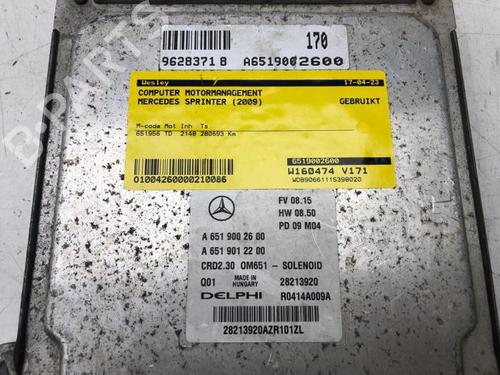 170
96283718 A6519002600
Wesley 17-04-23
COMPUTER MOTORMANAGEMENT
MERCEDES SPRINTER (2009) GEBRUIKT
M-code Mot Inh Ts
651956 TD 2148 280693 Km
6519002600
O1004260000210086 W160474 V171
WDB9066111S398020
FV 08.15
HW 08.50
PD 09 M04
A 651 900 26 00
A 651 901 22 00
CRD2.30 OM651 - SOLENOID
Q01 MADE IN HUNGARY 28213920
DELPHI R0414A009A
28213920AZR101ZL
B-PARTS